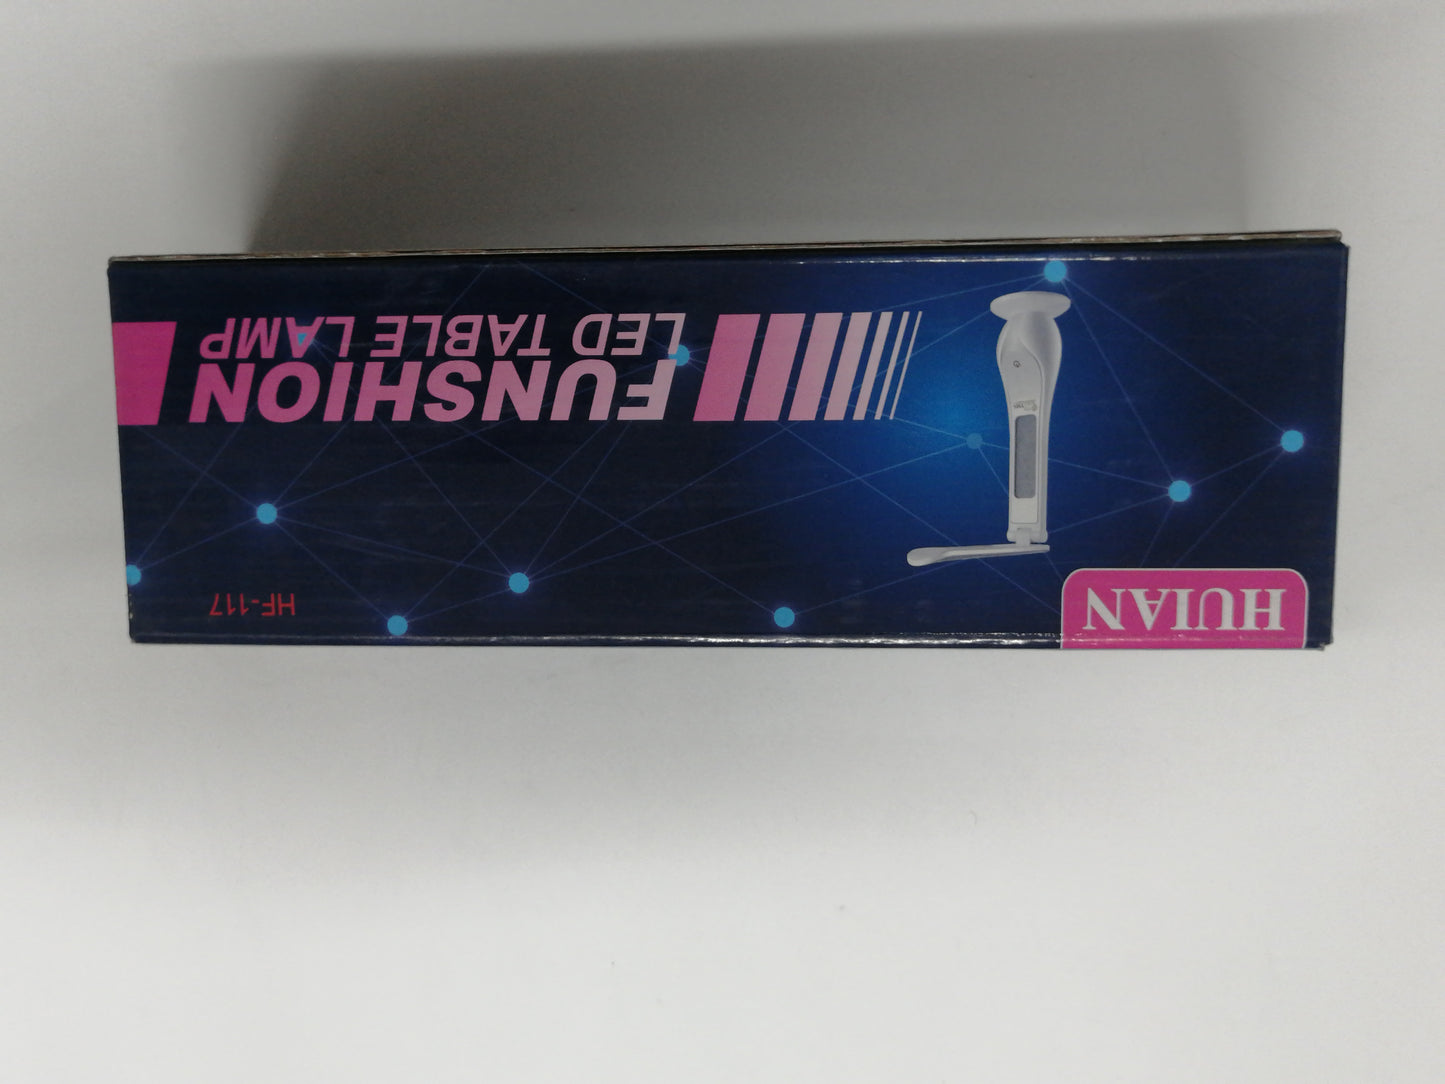 HUIAN
FUNSHION
LED TABLE LAMP
HF-117